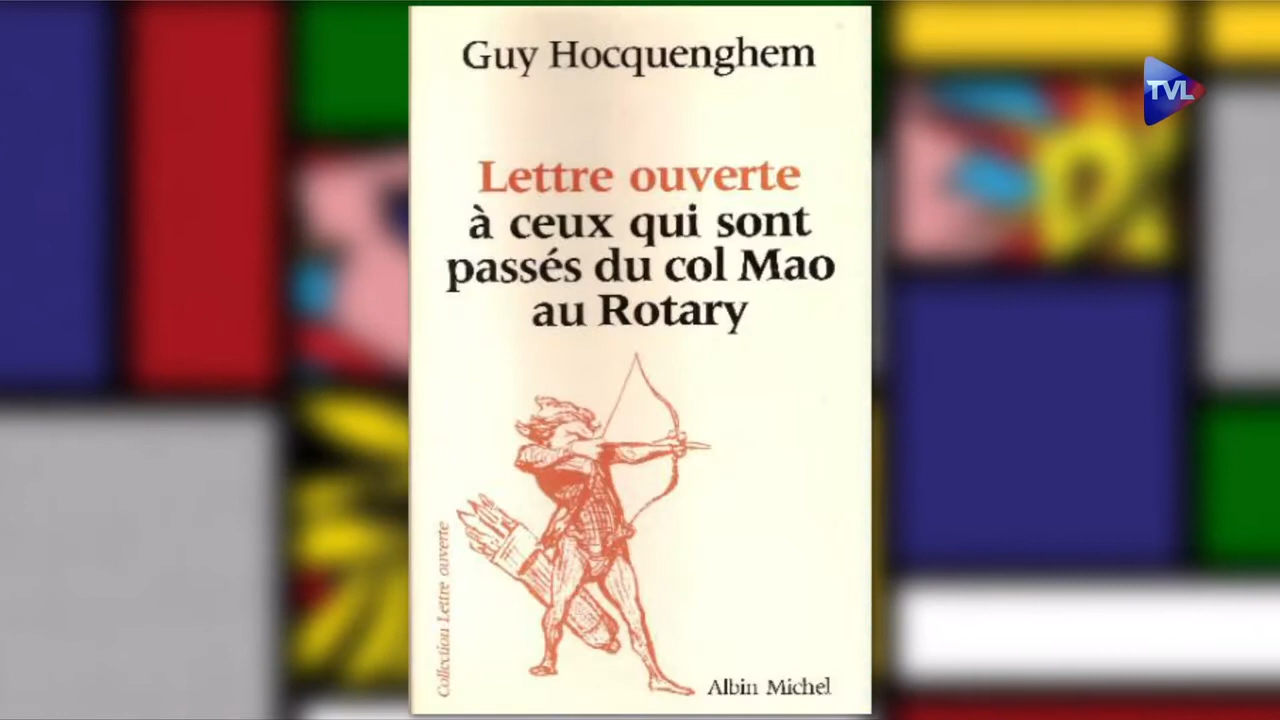 Guy Hocquenghem
Lettre ouverte
à ceux qui sont
passés du col Mao
au Rotary
Collection Lettre ouverte
Albin Michel
TVL